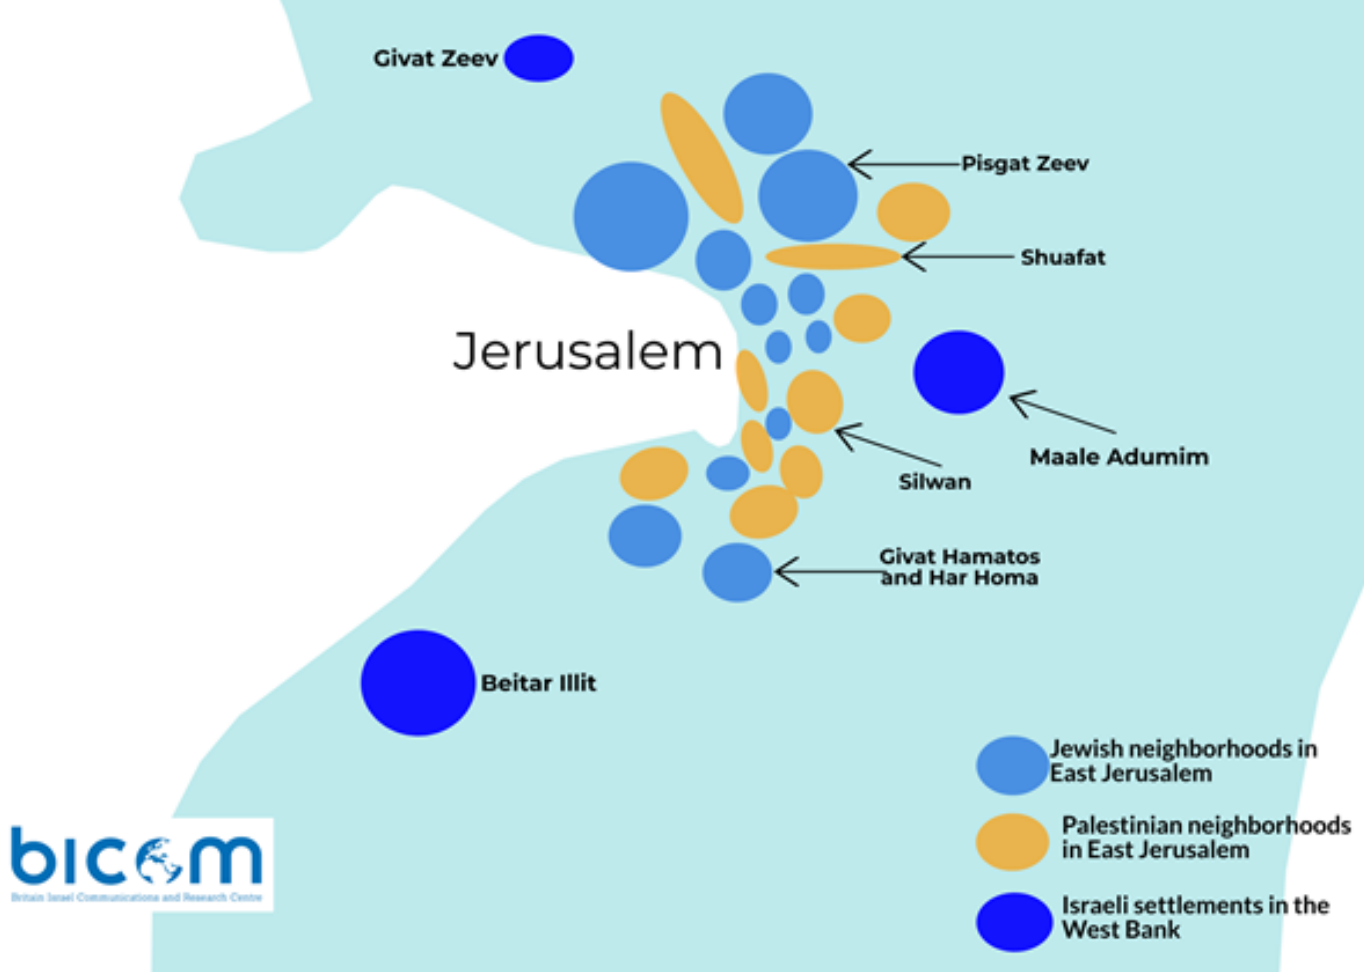 Givat Zeev
Pisgat Zeev
Shuafat
Jerusalem
Maale Adumim
Silwan
Givat Hamatos
and Har Homa
Beitar Illit
Jewish neighborhoods in
East Jerusalem
Palestinian neighborhoods
in East Jerusalem
Israeli settlements in the
West Bank
bicom
Britain Israel Communications and Research Centre